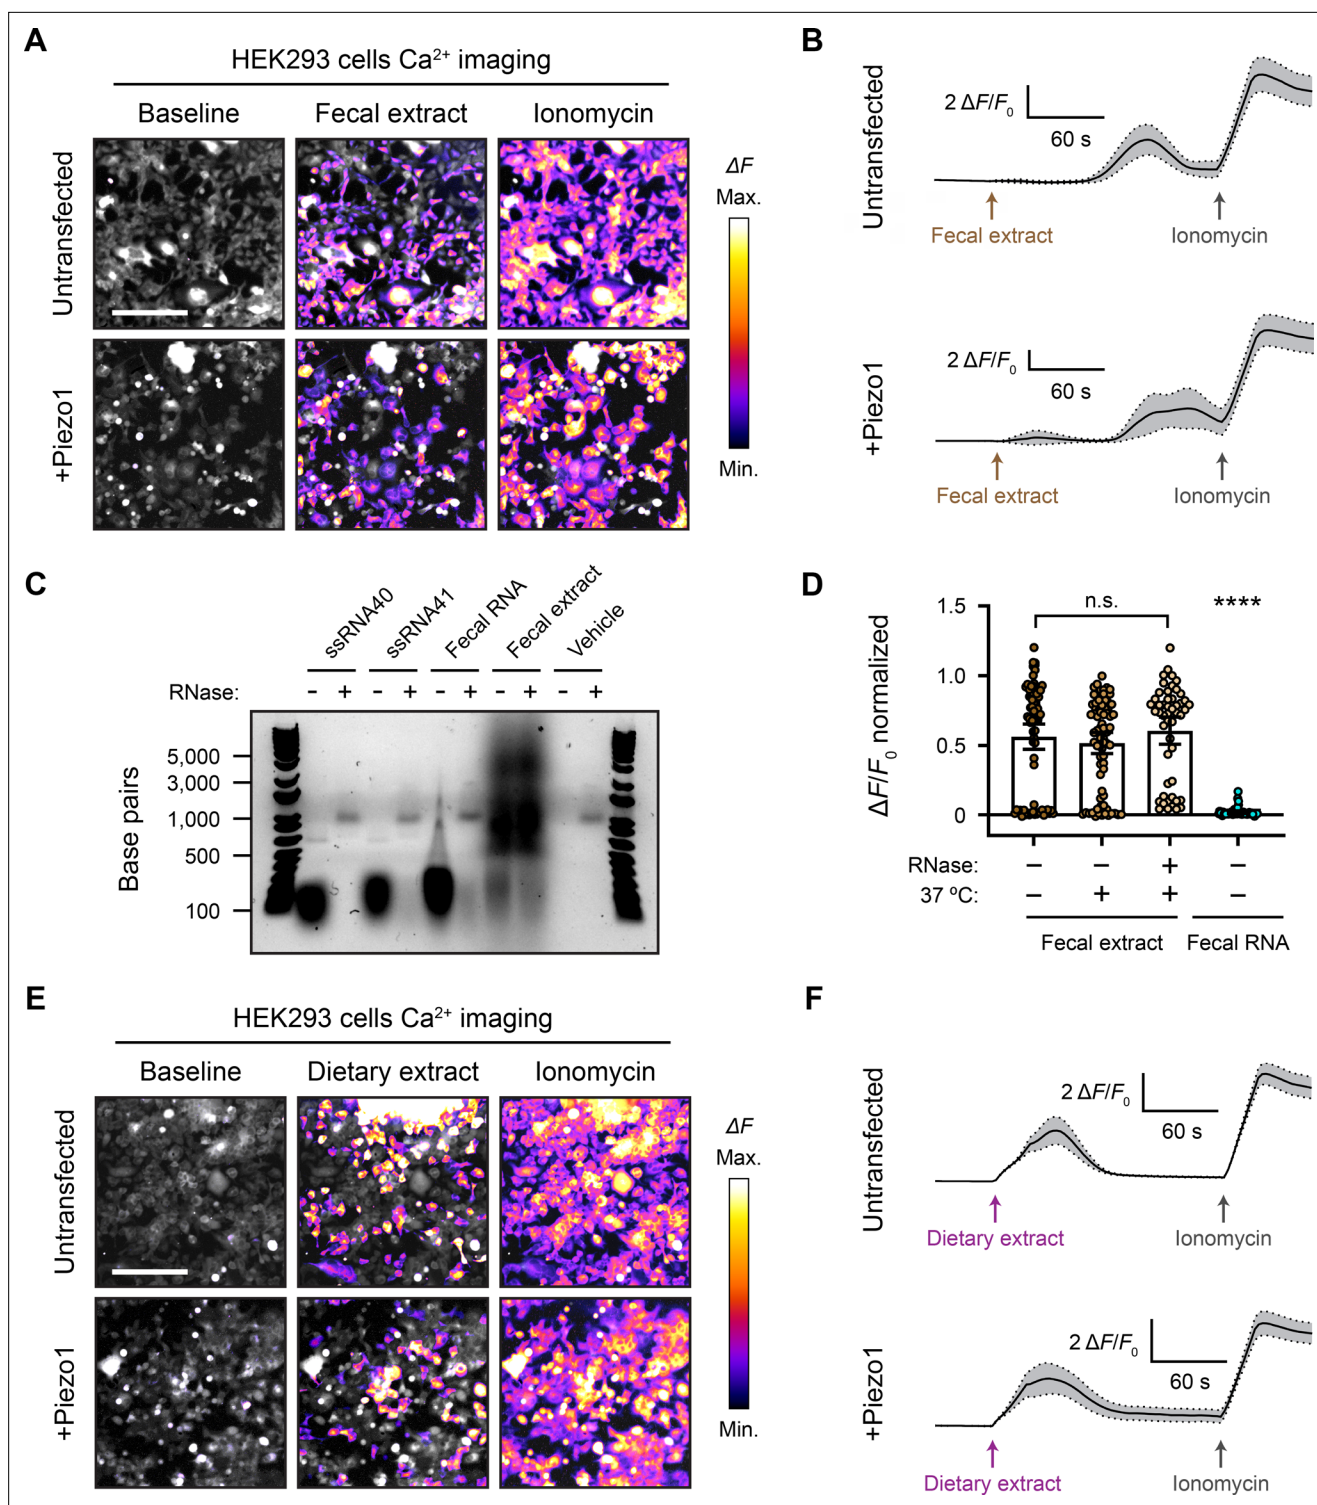 A
HEK293 cells Ca²⁺ imaging
Baseline
Fecal extract
Ionomycin
Untransfected
+Piezo1
ΔF
Max.
Min.
B
Untransfected
2 ΔF/F₀
60 s
Fecal extract
Ionomycin
+Piezo1
2 ΔF/F₀
60 s
Fecal extract
Ionomycin
C
ssRNA40
ssRNA41
Fecal RNA
Fecal extract
Vehicle
RNase: - + - + - + - + - +
Base pairs
5,000
3,000
1,000
500
100
D
n.s.
****
ΔF/F₀ normalized
1.5
1.0
0.5
0
RNase: − − + −
37 ºC: − + + −
Fecal extract
Fecal RNA
E
HEK293 cells Ca²⁺ imaging
Baseline
Dietary extract
Ionomycin
Untransfected
+Piezo1
ΔF
Max.
Min.
F
Untransfected
2 ΔF/F₀
60 s
Dietary extract
Ionomycin
+Piezo1
2 ΔF/F₀
60 s
Dietary extract
Ionomycin